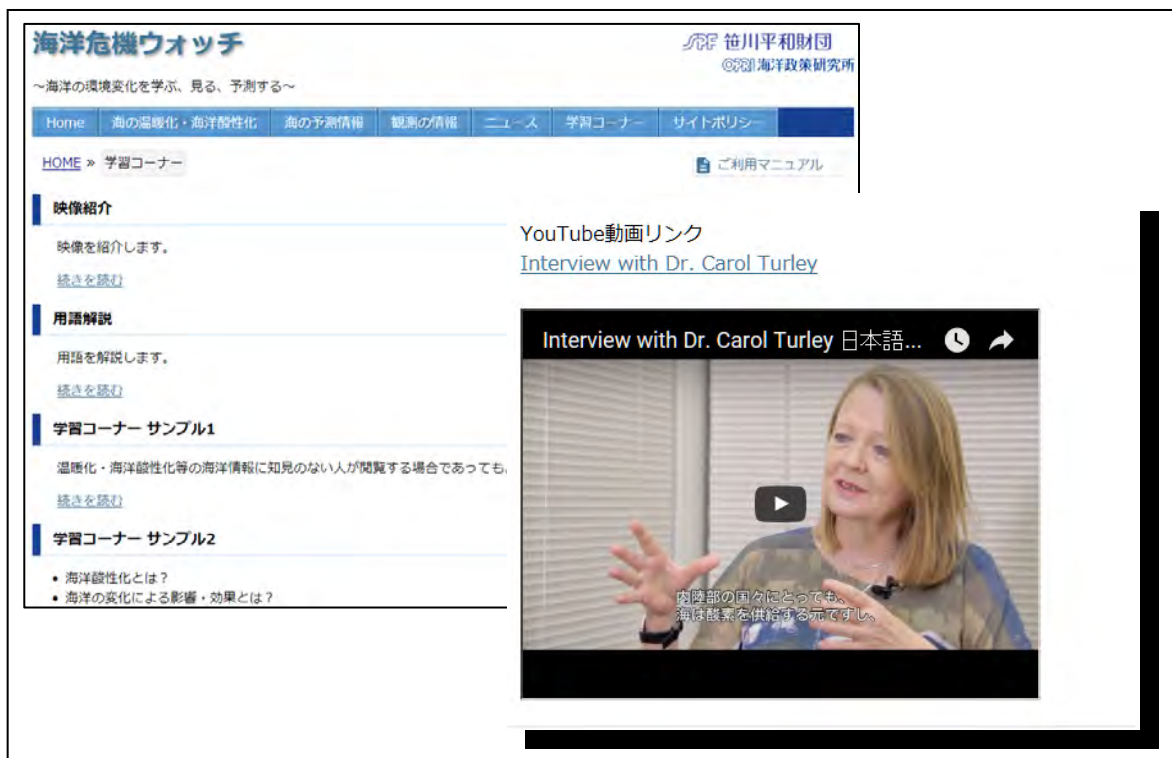 海洋危機ウォッチ
笹川平和財団
海洋政策研究所
～海洋の環境変化を学ぶ、見る、予測する～
Home 海の温暖化・海洋酸性化 海の予測情報 観測の情報 ニュース 学習コーナー サイトポリシー
HOME » 学習コーナー
ご利用マニュアル
映像紹介
映像を紹介します。
続きを読む
用語解説
用語を解説します。
続きを読む
学習コーナー サンプル1
温暖化・海洋酸性化等の海洋情報に知見のない人が閲覧する場合であっても、
続きを読む
学習コーナー サンプル2
• 海洋酸性化とは？
• 海洋の変化による影響・効果とは？
YouTube動画リンク
Interview with Dr. Carol Turley
Interview with Dr. Carol Turley 日本語...
内陸部の国々にとっても、
海は酸素を供給する元ですし、